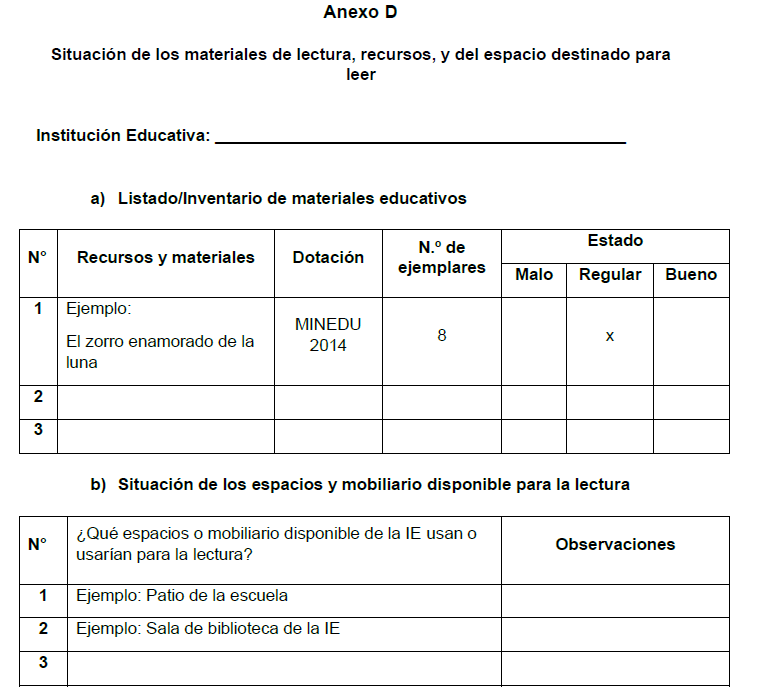 Anexo D
Situación de los materiales de lectura, recursos, y del espacio destinado para
leer
Institución Educativa: ___________________________________________
a) Listado/Inventario de materiales educativos
N° Recursos y materiales Dotación N.º de ejemplares Estado
Malo Regular Bueno
1 Ejemplo:
El zorro enamorado de la
luna
MINEDU
2014
8
x
2
3
b) Situación de los espacios y mobiliario disponible para la lectura
N°
¿Qué espacios o mobiliario disponible de la IE usan o
usarían para la lectura?
Observaciones
1 Ejemplo: Patio de la escuela
2 Ejemplo: Sala de biblioteca de la IE
3